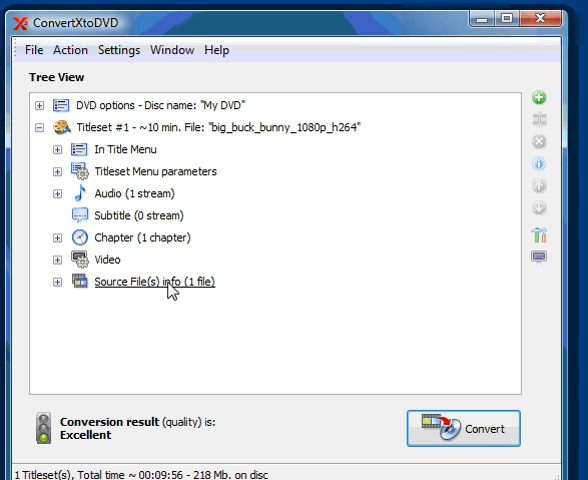 ConvertXtoDVD
File Action Settings Window Help
Tree View
DVD options - Disc name: "My DVD"
Titleset #1 - ~10 min. File: "big_buck_bunny_1080p_h264"
In Title Menu
Titleset Menu parameters
Audio (1 stream)
Subtitle (0 stream)
Chapter (1 chapter)
Video
Source File(s) info (1 file)
Conversion result (quality) is:
Excellent
Convert
1 Titleset(s), Total time ~ 00:09:56 - 218 Mb. on disc